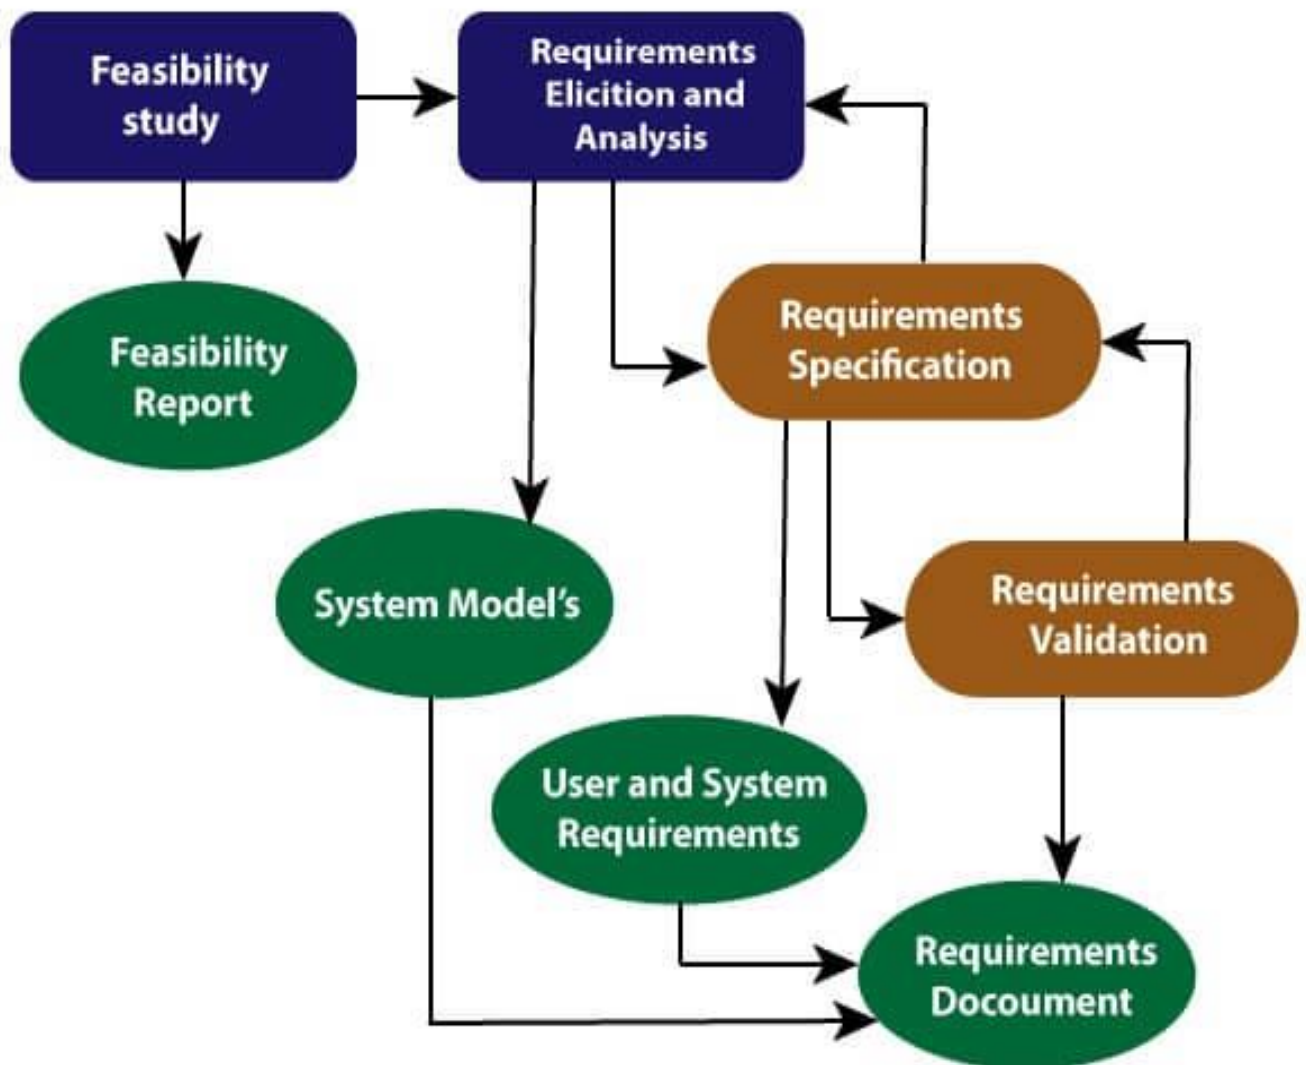 Feasibility
study
Requirements
Elicition and
Analysis
Requirements
Specification
Feasibility
Report
System Model's
Requirements
Validation
User and System
Requirements
Requirements
Docoument